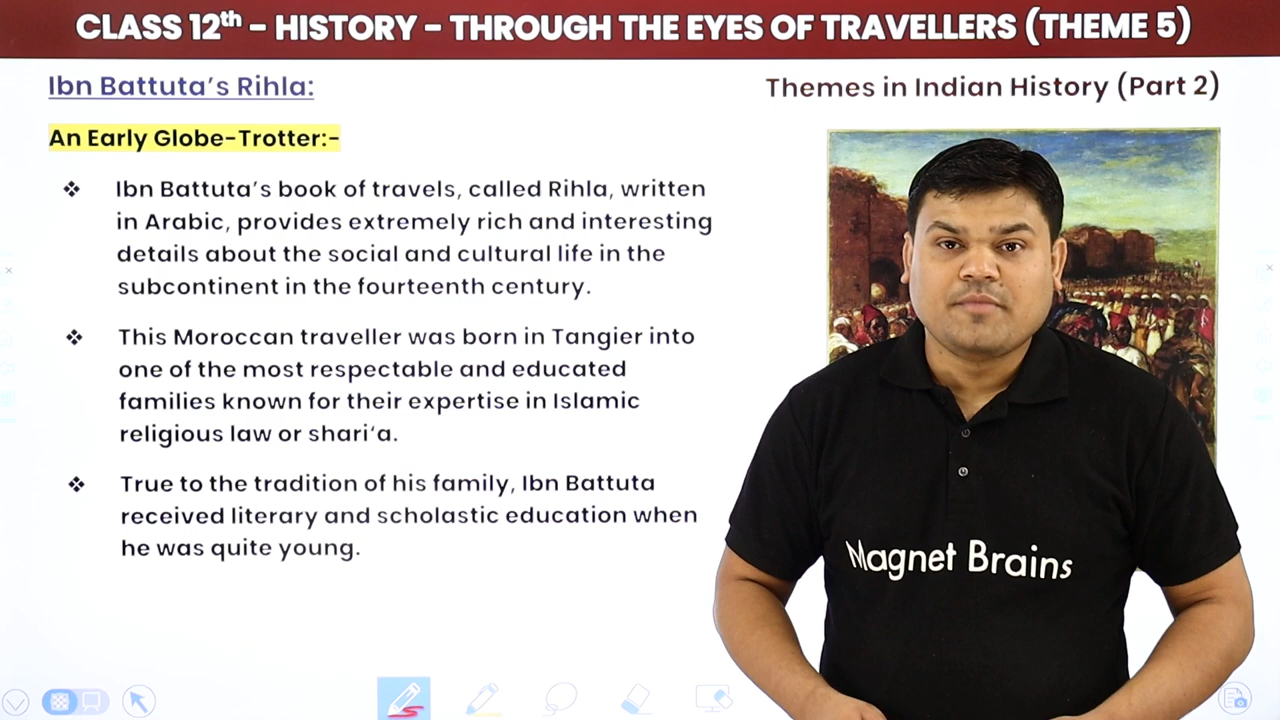 CLASS 12th – HISTORY – THROUGH THE EYES OF TRAVELLERS (THEME 5)
Ibn Battuta’s Rihla:
Themes in Indian History (Part 2)
An Early Globe-Trotter:-
❖ Ibn Battuta’s book of travels, called Rihla, written
in Arabic, provides extremely rich and interesting
details about the social and cultural life in the
subcontinent in the fourteenth century.
❖ This Moroccan traveller was born in Tangier into
one of the most respectable and educated
families known for their expertise in Islamic
religious law or shari‘a.
❖ True to the tradition of his family, Ibn Battuta
received literary and scholastic education when
he was quite young.
Magnet Brains